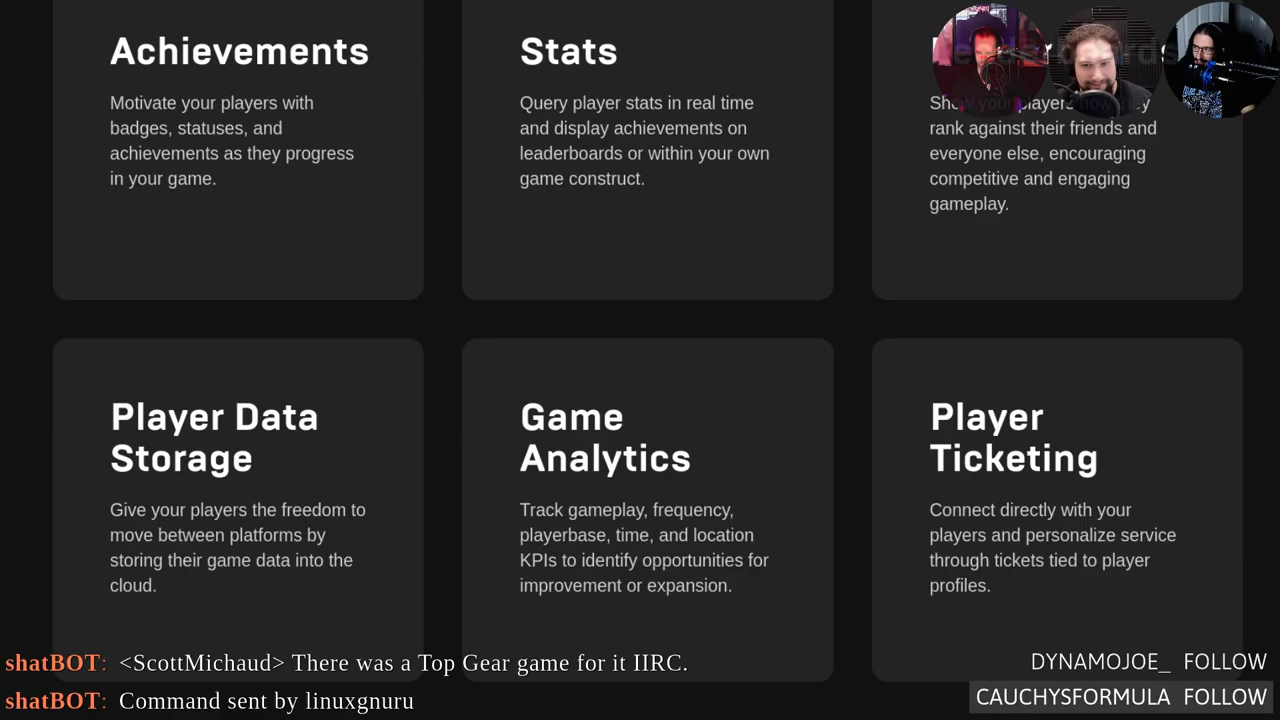 Achievements
Motivate your players with
badges, statuses, and
achievements as they progress
in your game.
Stats
Query player stats in real time
and display achievements on
leaderboards or within your own
game construct.
Show your players how they
rank against their friends and
everyone else, encouraging
competitive and engaging
gameplay.
Player Data
Storage
Give your players the freedom to
move between platforms by
storing their game data into the
cloud.
Game
Analytics
Track gameplay, frequency,
playerbase, time, and location
KPIs to identify opportunities for
improvement or expansion.
Player
Ticketing
Connect directly with your
players and personalize service
through tickets tied to player
profiles.
shatBOT: <ScottMichaud> There was a Top Gear game for it IIRC.
shatBOT: Command sent by linuxgnuru
DYNAMOJOE_ FOLLOW
CAUCHYSFORMULA FOLLOW